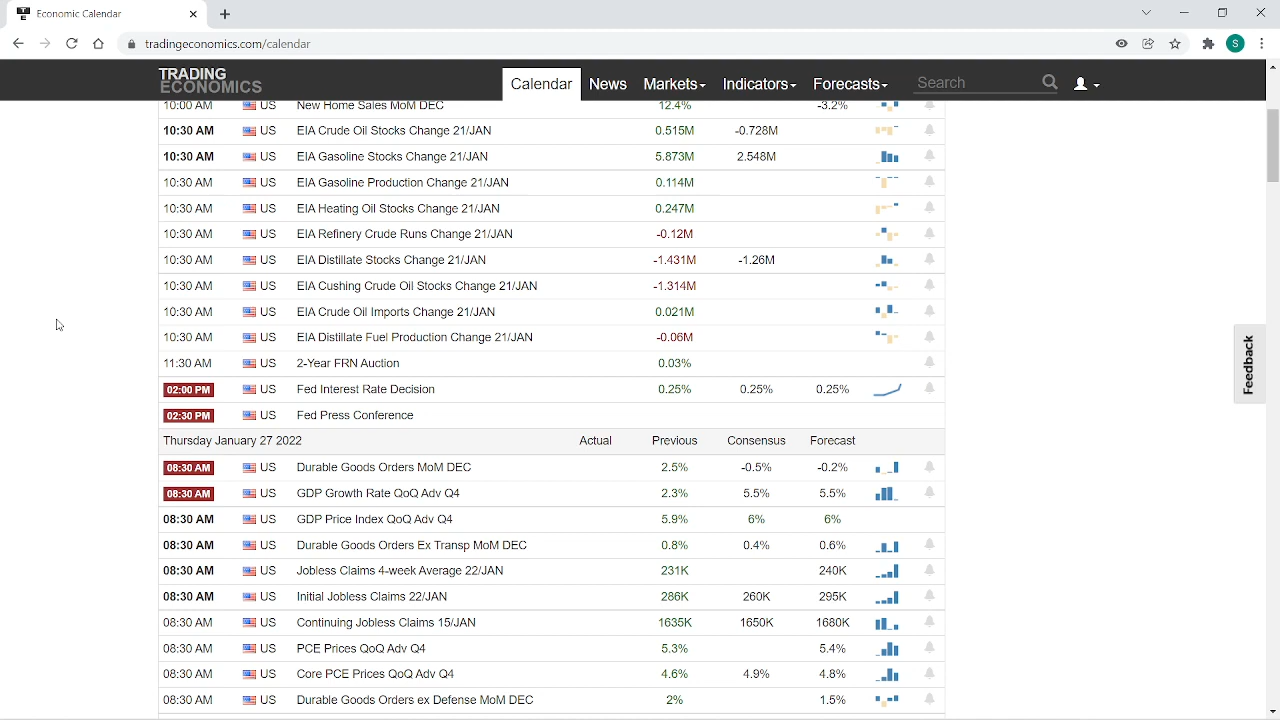 Economic Calendar
tradingeconomics.com/calendar
S
TRADING
ECONOMICS
Calendar News Markets Indicators Forecasts Search
10:00 AM US New Home Sales MoM DEC 12.4% -3.2%
10:30 AM US EIA Crude Oil Stocks Change 21/JAN 0.515M -0.728M
10:30 AM US EIA Gasoline Stocks Change 21/JAN 5.873M 2.548M
10:30 AM US EIA Gasoline Production Change 21/JAN 0.114M
10:30 AM US EIA Heating Oil Stocks Change 21/JAN 0.247M
10:30 AM US EIA Refinery Crude Runs Change 21/JAN -0.12M
10:30 AM US EIA Distillate Stocks Change 21/JAN -1.431M -1.26M
10:30 AM US EIA Cushing Crude Oil Stocks Change 21/JAN
10:30 AM US EIA Crude Oil Imports Change 21/JAN
10:30 AM US EIA Distillate Fuel Production Change 21/JAN -0.06M
11:30 AM US 2-Year FRN Auction 0.03%
02:00 PM US Fed Interest Rate Decision 0.25% 0.25% 0.25%
02:30 PM US Fed Press Conference
Thursday January 27 2022 Actual Previous Consensus Forecast
08:30 AM US Durable Goods Orders MoM DEC -0.5% -0.2%
08:30 AM US GDP Growth Rate QoQ Adv Q4 2.3% 5.5% 5.5%
08:30 AM US GDP Price Index QoQ Adv Q4 6% 6%
08:30 AM US Durable Goods Orders Ex Transp MoM DEC 0.4% 0.6%
08:30 AM US Jobless Claims 4-week Average 22/JAN 231K 240K
08:30 AM US Initial Jobless Claims 22/JAN 260K 295K
08:30 AM US Continuing Jobless Claims 15/JAN 1650K 1680K
08:30 AM US PCE Prices QoQ Adv Q4 5.3% 5.4%
08:30 AM US Core PCE Prices QoQ Adv Q4 4.9% 4.9%
08:30 AM US Durable Goods Orders ex Defense MoM DEC 2% 1.5%
Feedback